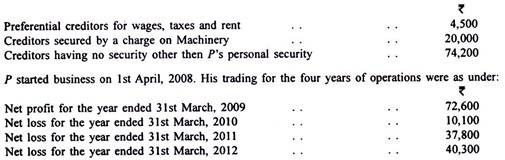 ₹
Preferential creditors for wages, taxes and rent .. .. 4,500
Creditors secured by a charge on Machinery .. .. 20,000
Creditors having no security other then P's personal security .. 74,200
P started business on 1st April, 2008. His trading for the four years of operations were as under:
₹
Net profit for the year ended 31st March, 2009 .. .. 72,600
Net loss for the year ended 31st March, 2010 .. .. 10,100
Net loss for the year ended 31st March, 2011 .. .. 37,800
Net loss for the year ended 31st March, 2012 .. .. 40,300